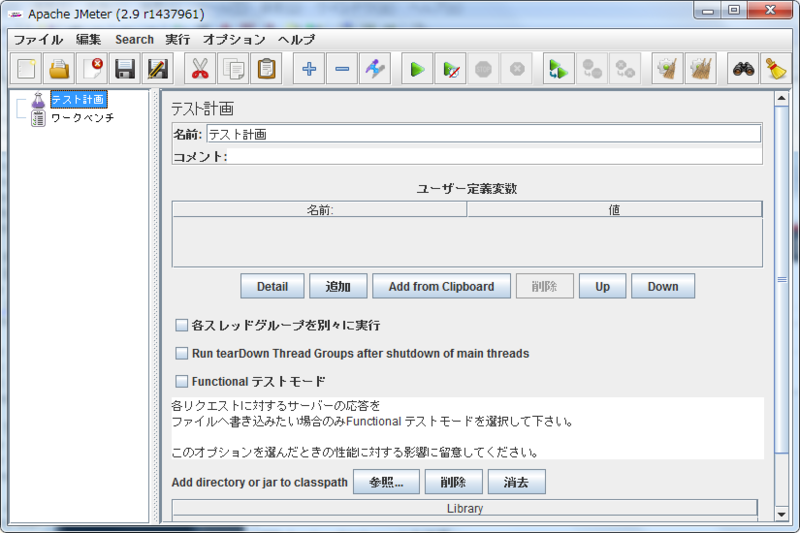 Apache JMeter (2.9 r1437961)
ファイル 編集 Search 実行 オプション ヘルプ
テスト計画
ワークベンチ
テスト計画
名前: テスト計画
コメント:
ユーザー定義変数
名前: 値
Detail 追加 Add from Clipboard 削除 Up Down
各スレッドグループを別々に実行
Run tearDown Thread Groups after shutdown of main threads
Functional テストモード
各リクエストに対するサーバーの応答を
ファイルへ書き込みたい場合のみFunctional テストモードを選択して下さい。
このオプションを選んだときの性能に対する影響に留意してください。
Add directory or jar to classpath 参照... 削除 消去
Library